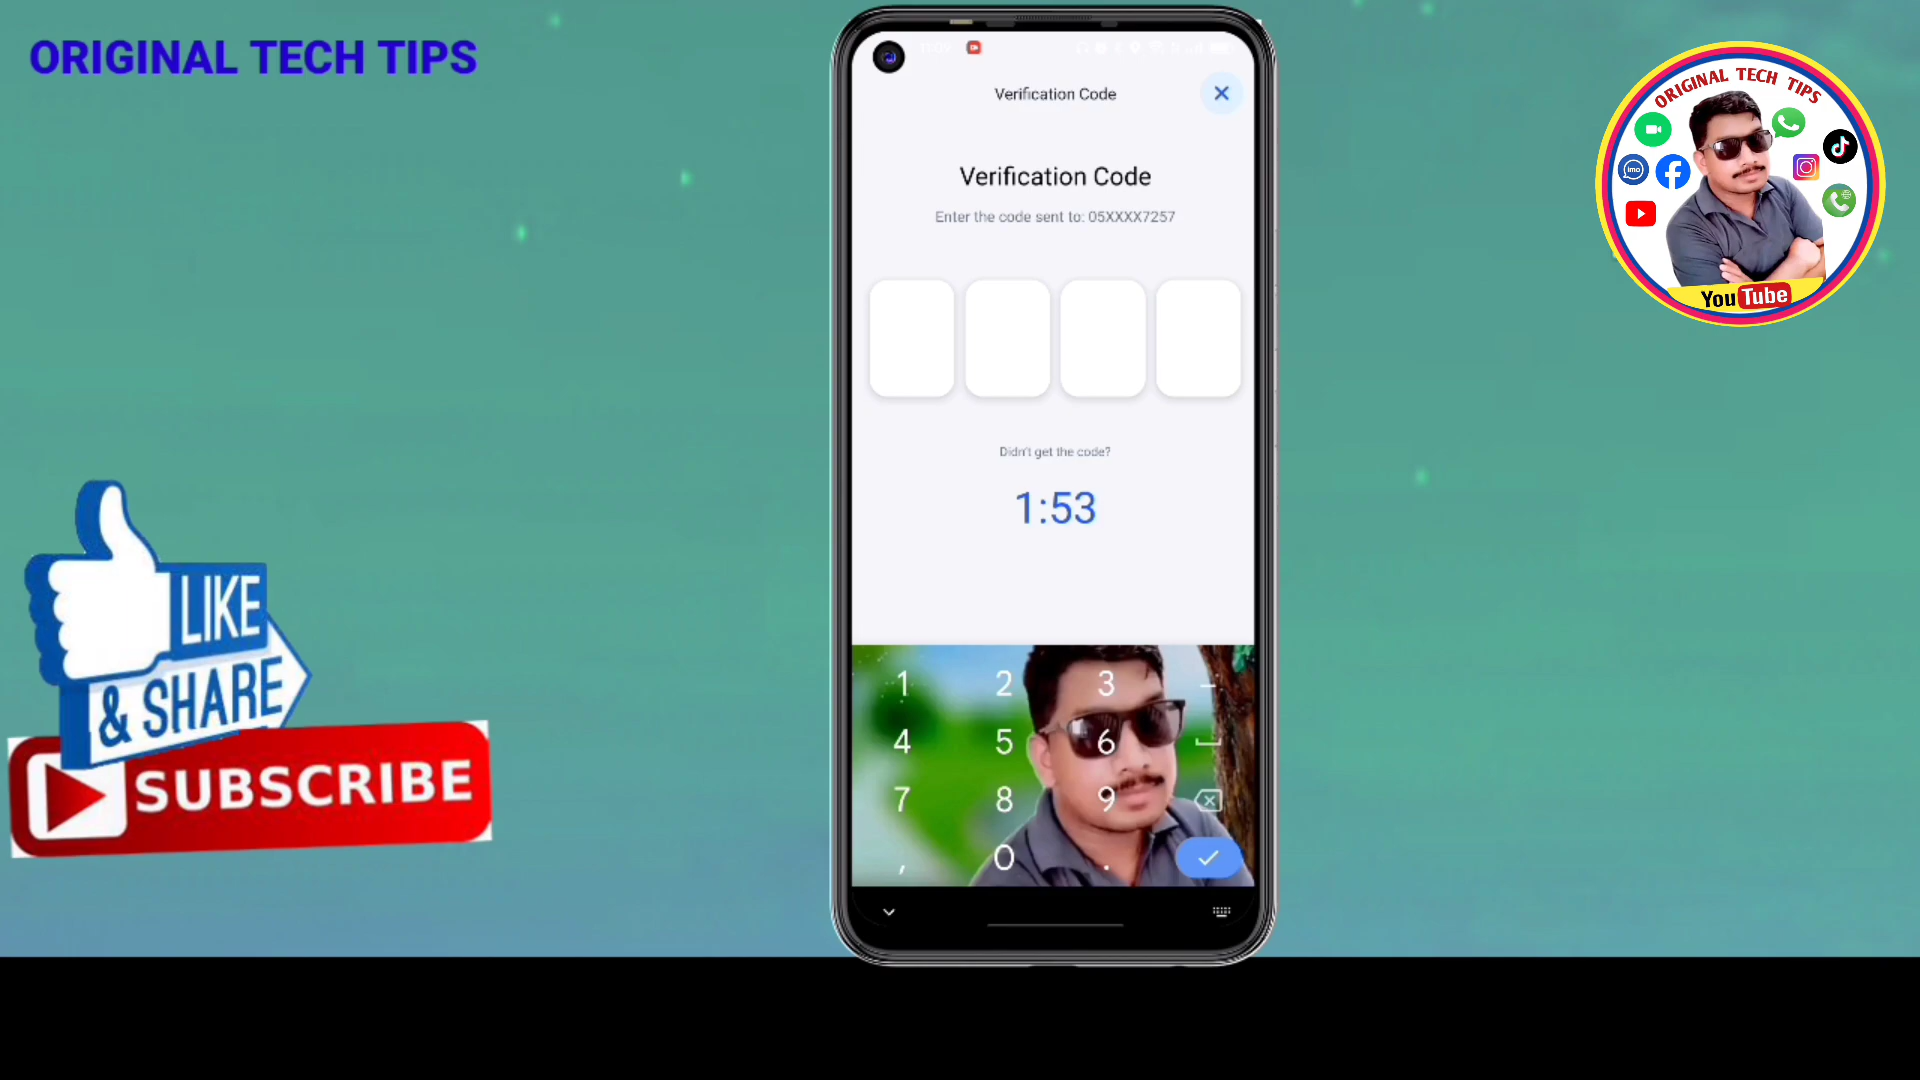 ORIGINAL TECH TIPS
ORIGINAL TECH TIPS
imo
You Tube
Verification Code
Verification Code
Enter the code sent to: 05XXXX7257
Didn't get the code?
1:53
1 2 3 –
4 5 6
7 8 9
, 0 .
LIKE
& SHARE
SUBSCRIBE